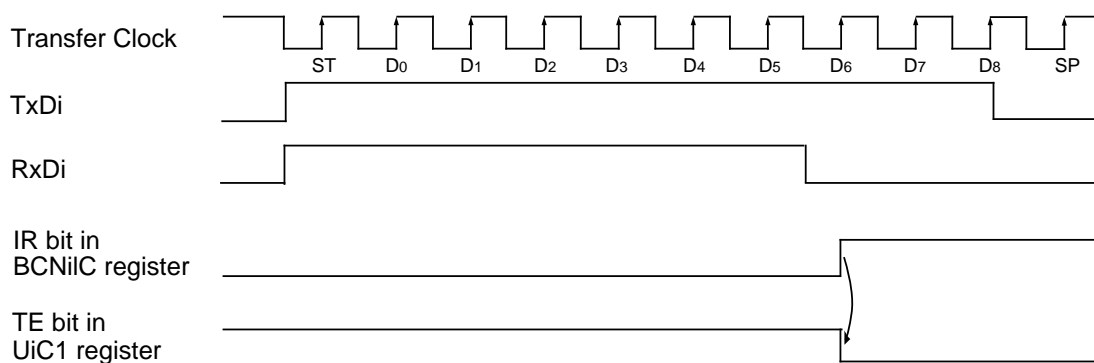 Transfer Clock
ST D0 D1 D2 D3 D4 D5 D6 D7 D8 SP
TxDi
RxDi
IR bit in
BCNiIC register
TE bit in
UiC1 register